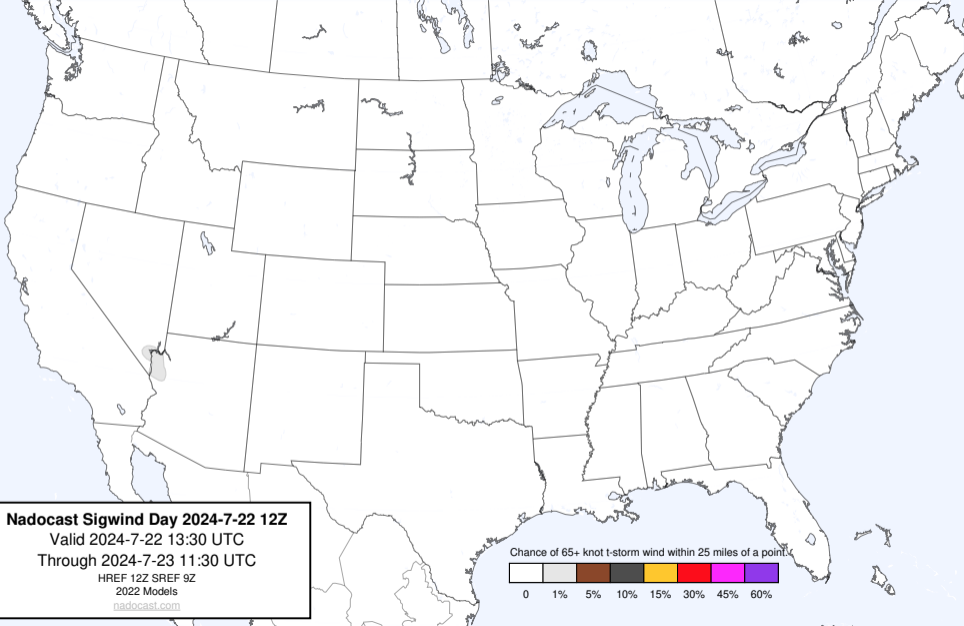 Nadocast Sigwind Day 2024-7-22 12Z
Valid 2024-7-22 13:30 UTC
Through 2024-7-23 11:30 UTC
HREF 12Z SREF 9Z
2022 Models
nadocast.com
Chance of 65+ knot t-storm wind within 25 miles of a point.
0 1% 5% 10% 15% 30% 45% 60%